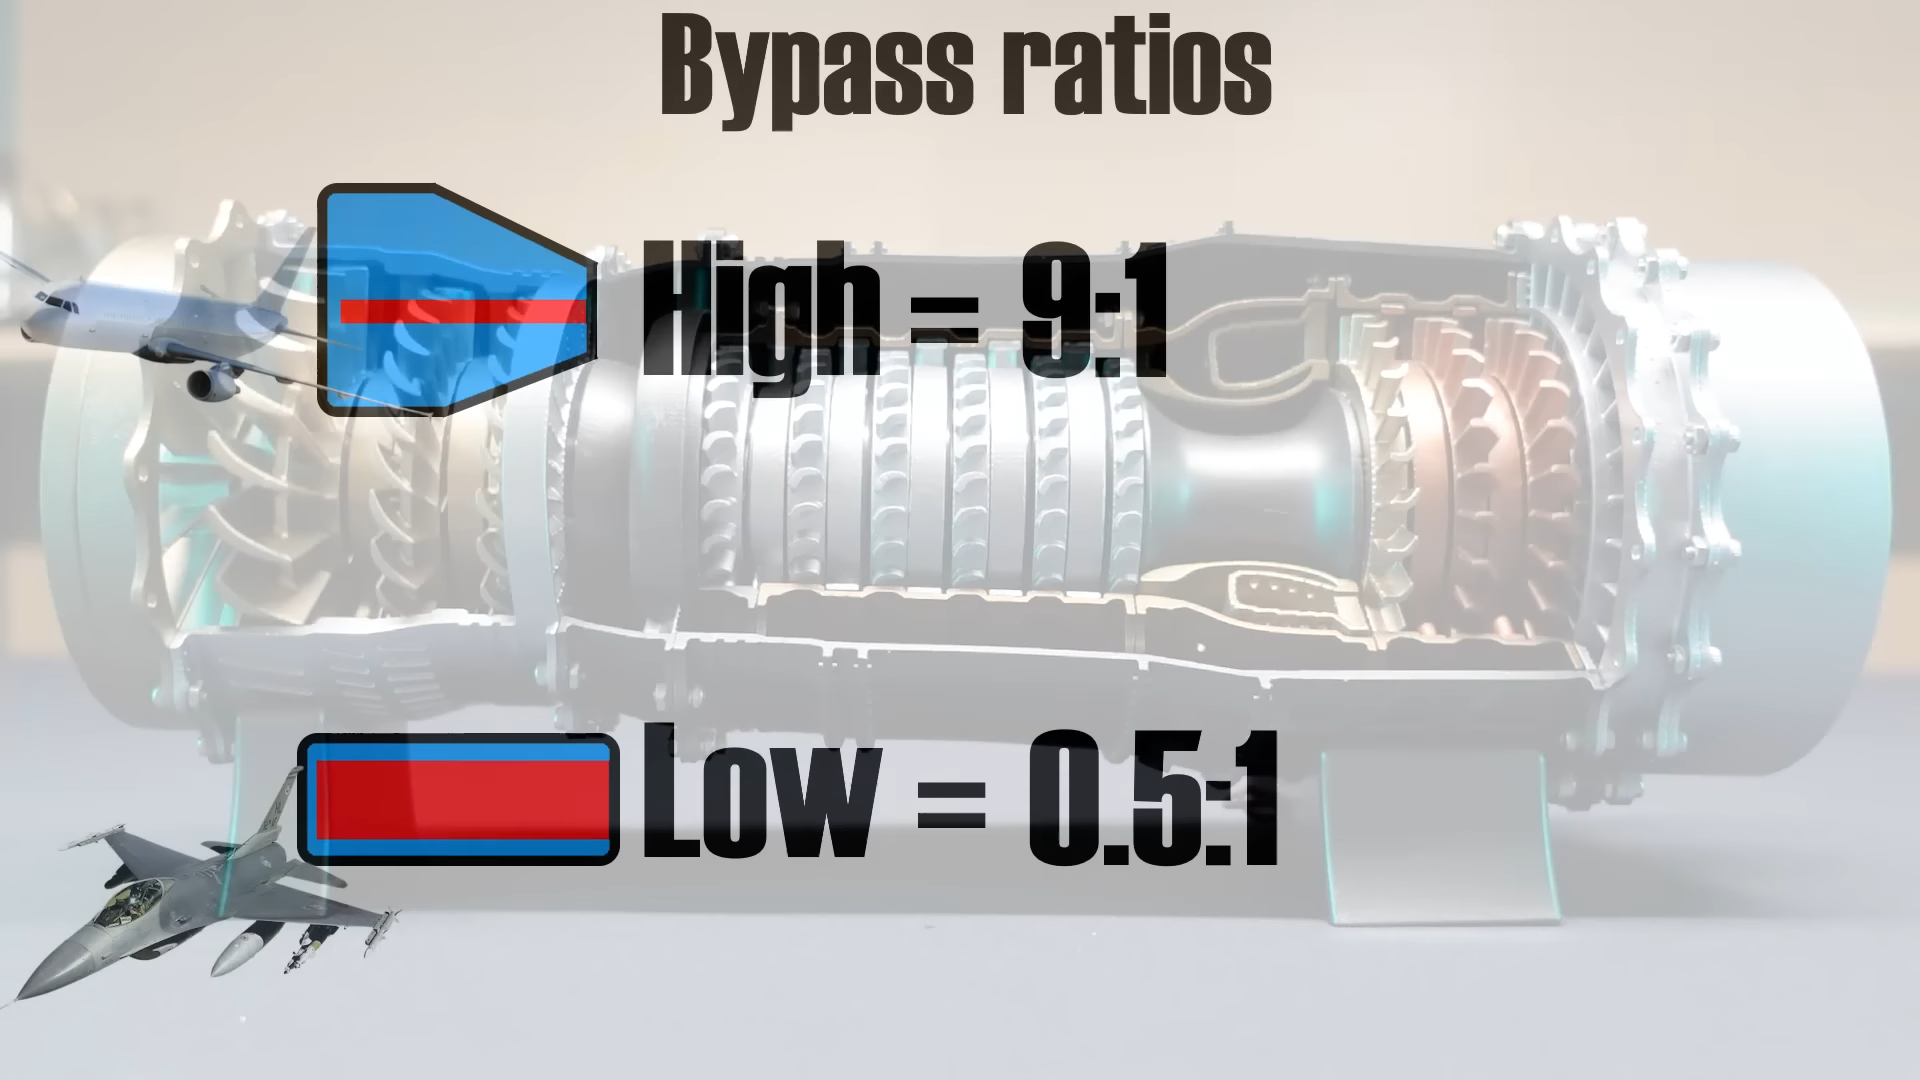 Bypass ratios
High = 9:1
Low = 0.5:1